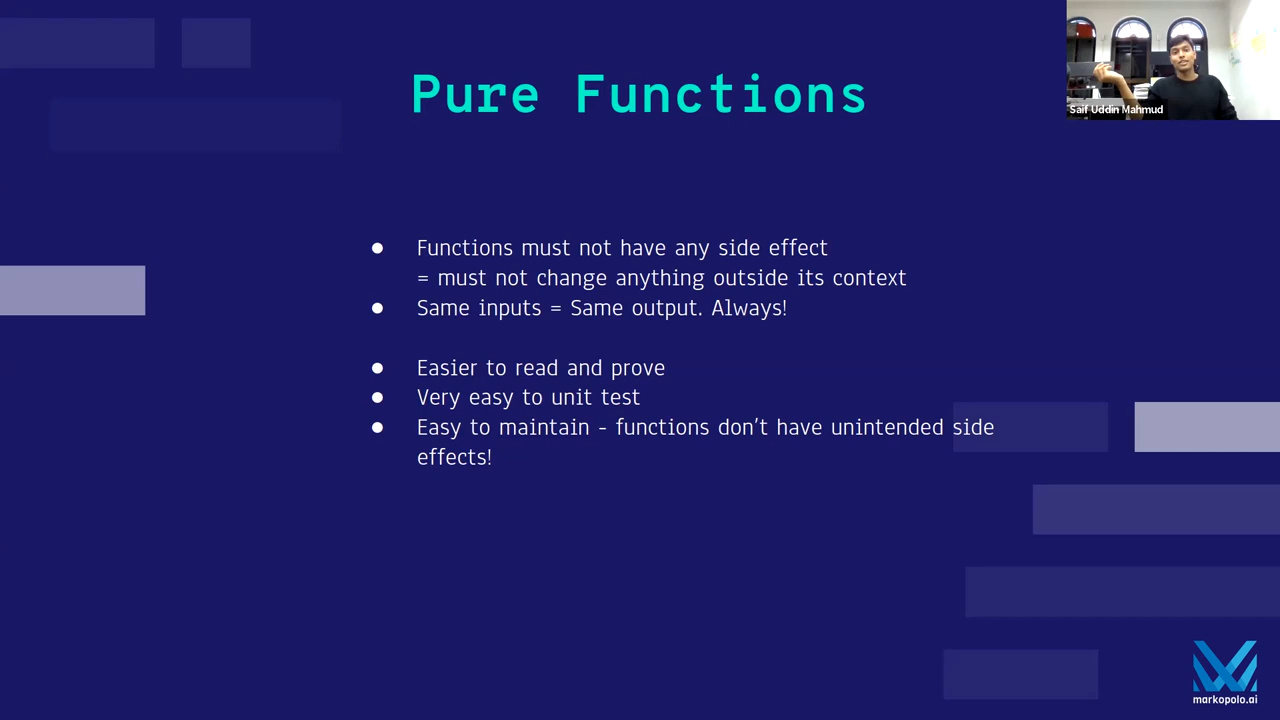 Pure Functions
Saif Uddin Mahmud
● Functions must not have any side effect
= must not change anything outside its context
● Same inputs = Same output. Always!
● Easier to read and prove
● Very easy to unit test
● Easy to maintain - functions don't have unintended side
effects!
markopolo.ai